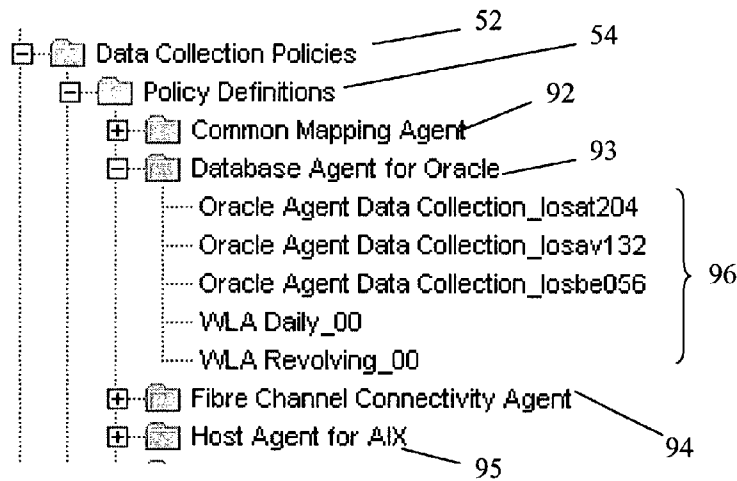 52
Data Collection Policies
54
Policy Definitions
92
Common Mapping Agent
93
Database Agent for Oracle
Oracle Agent Data Collection_losat204
Oracle Agent Data Collection_losav132
Oracle Agent Data Collection_losbe056
96
WLA Daily_00
WLA Revolving_00
Fibre Channel Connectivity Agent
94
Host Agent for AIX
95